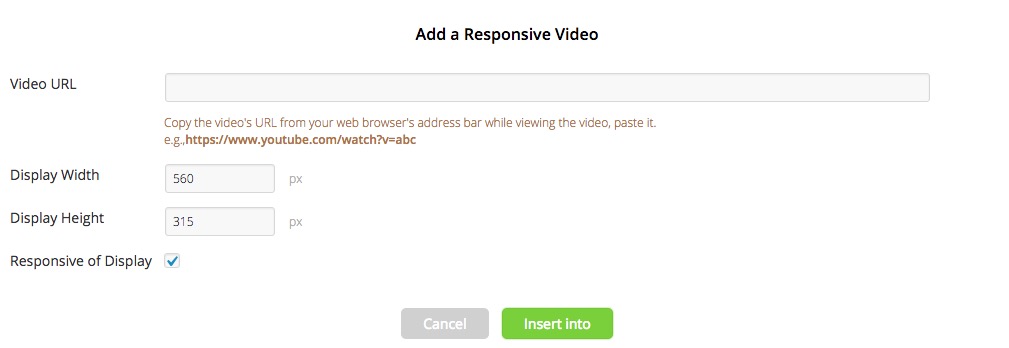 Add a Responsive Video
Video URL
Copy the video's URL from your web browser's address bar while viewing the video, paste it.
e.g.,https://www.youtube.com/watch?v=abc
Display Width 560 px
Display Height 315 px
Responsive of Display
Cancel Insert into